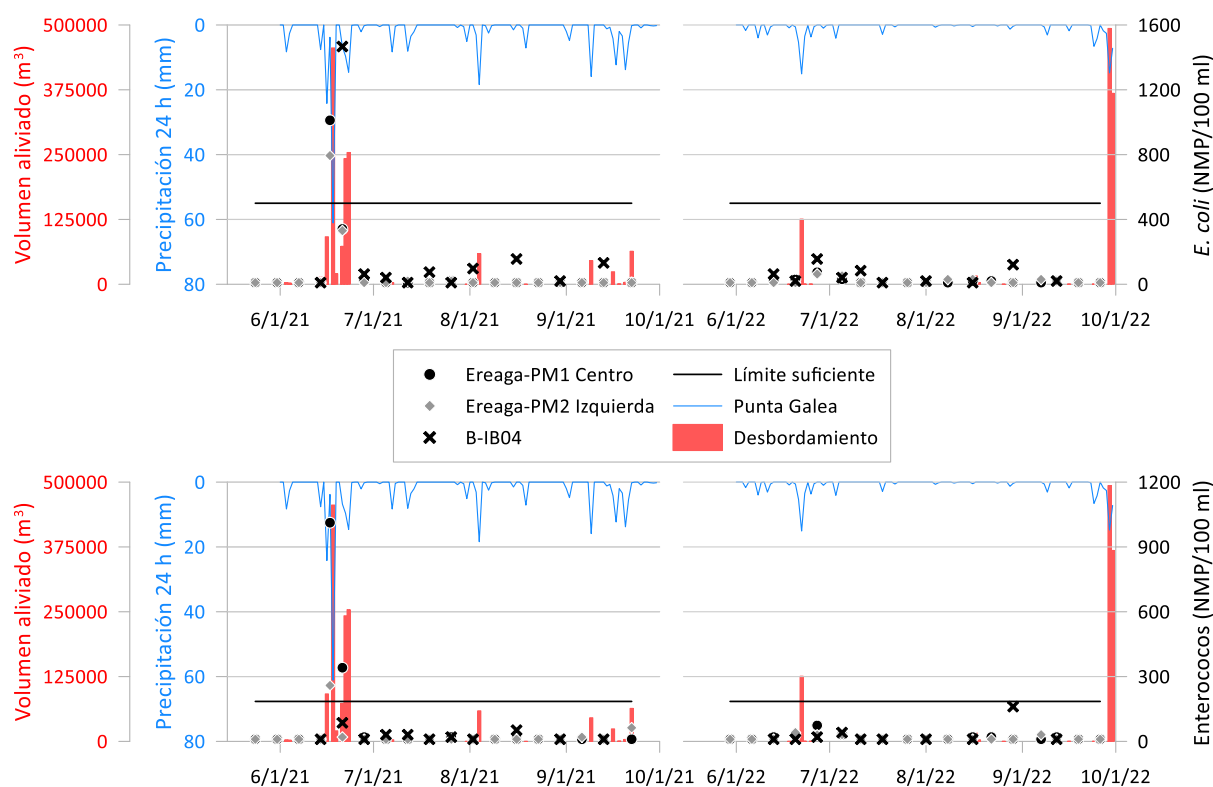 Volumen aliviado (m³)
500000
375000
250000
125000
0
Precipitación 24 h (mm)
0
20
40
60
80
1600
1200
800
400
0
E. coli (NMP/100 ml)
6/1/21 7/1/21 8/1/21 9/1/21 10/1/21 6/1/22 7/1/22 8/1/22 9/1/22 10/1/22
Ereaga-PM1 Centro
Ereaga-PM2 Izquierda
B-IB04
Límite suficiente
Punta Galea
Desbordamiento
Volumen aliviado (m³)
500000
375000
250000
125000
0
Precipitación 24 h (mm)
0
20
40
60
80
1200
900
600
300
0
Enterococos (NMP/100 ml)
6/1/21 7/1/21 8/1/21 9/1/21 10/1/21 6/1/22 7/1/22 8/1/22 9/1/22 10/1/22